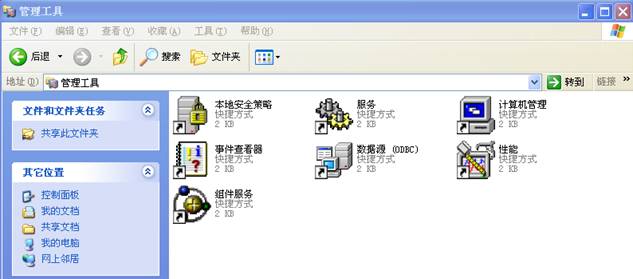 管理工具
文件(F) 编辑(E) 查看(V) 收藏(A) 工具(T) 帮助(H)
后退 搜索 文件夹
地址(D) 管理工具 转到 链接 »
文件和文件夹任务
共享此文件夹
其它位置
控制面板
我的文档
共享文档
我的电脑
网上邻居
本地安全策略
快捷方式
2 KB
服务
快捷方式
2 KB
计算机管理
快捷方式
2 KB
事件查看器
快捷方式
2 KB
数据源 (ODBC)
快捷方式
2 KB
性能
快捷方式
2 KB
组件服务
快捷方式
2 KB